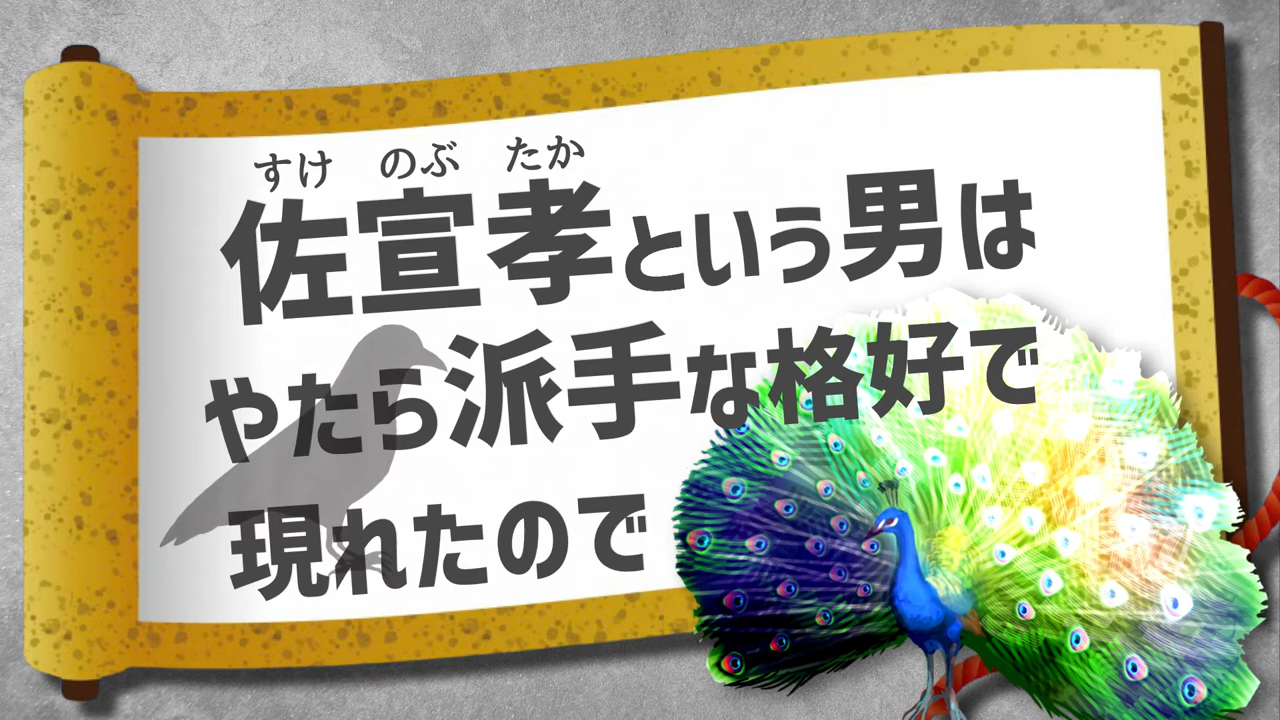 すけ のぶ たか
佐宣孝という男は
やたら派手な格好で
現れたので